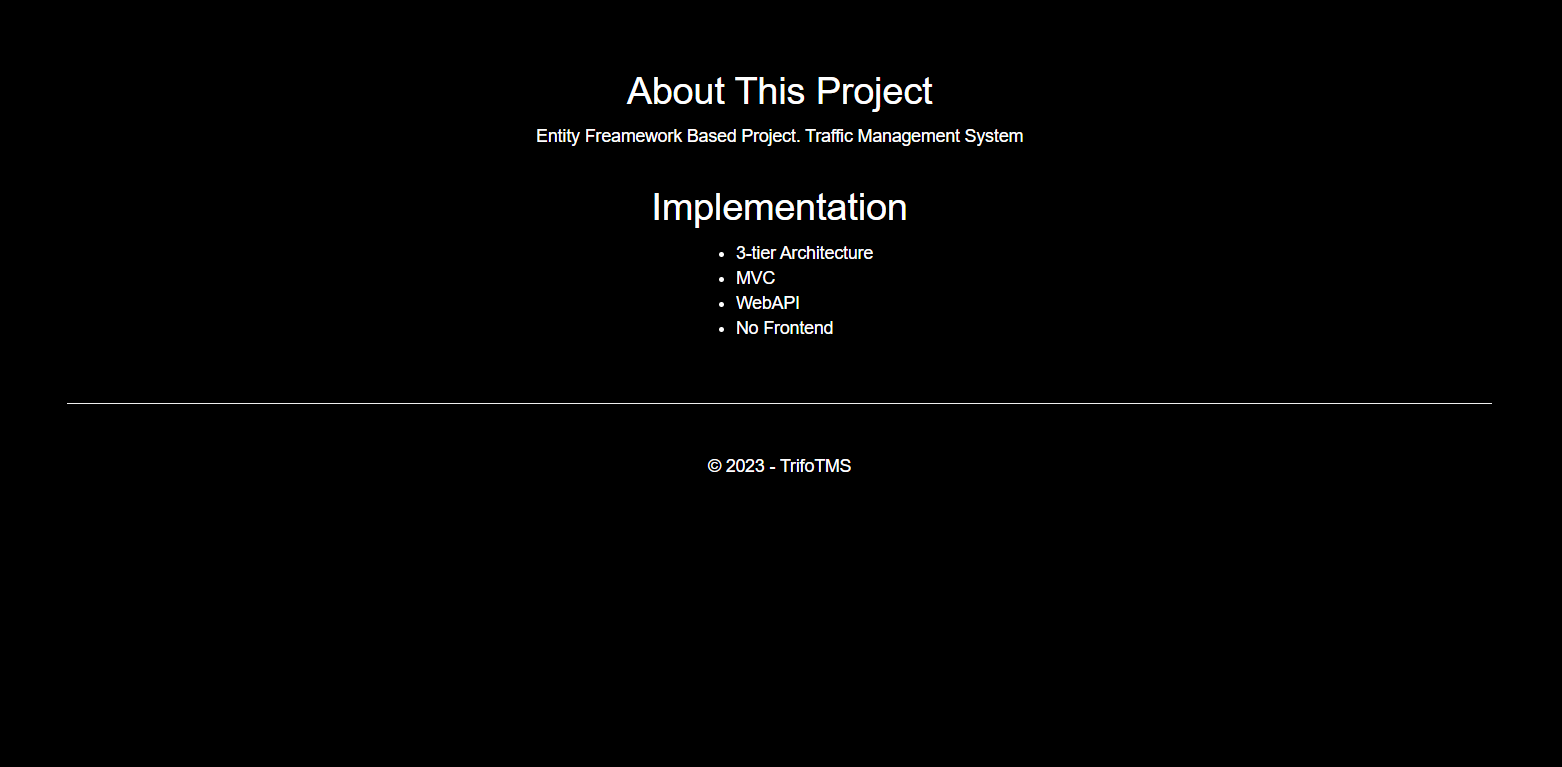 About This Project
Entity Freamework Based Project. Traffic Management System
Implementation
• 3-tier Architecture
• MVC
• WebAPI
• No Frontend
© 2023 - TrifoTMS